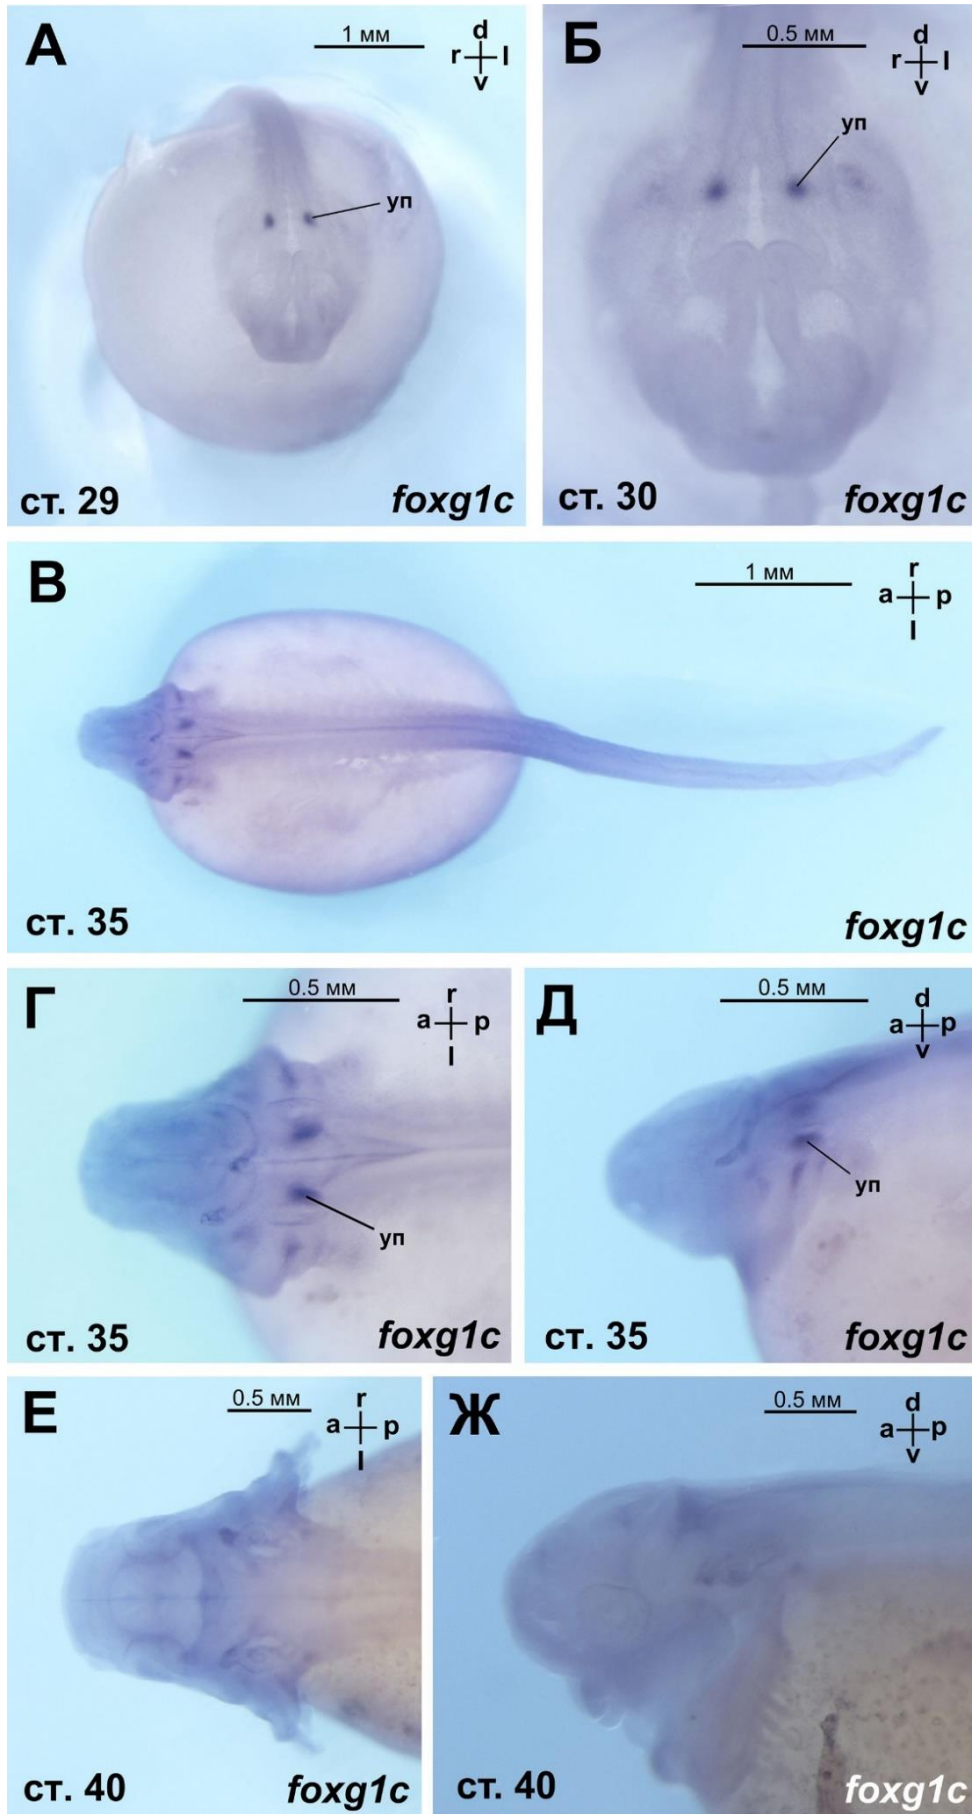 А
1 мм
d
r l
v
уп
ст. 29
foxg1c
Б
0.5 мм
d
r l
v
уп
ст. 30
foxg1c
В
1 мм
r
a p
l
ст. 35
foxg1c
Г
0.5 мм
r
a p
l
уп
ст. 35
foxg1c
Д
0.5 мм
d
a p
v
уп
ст. 35
foxg1c
Е
0.5 мм
r
a p
l
ст. 40
foxg1c
Ж
0.5 мм
d
a p
v
ст. 40
foxg1c